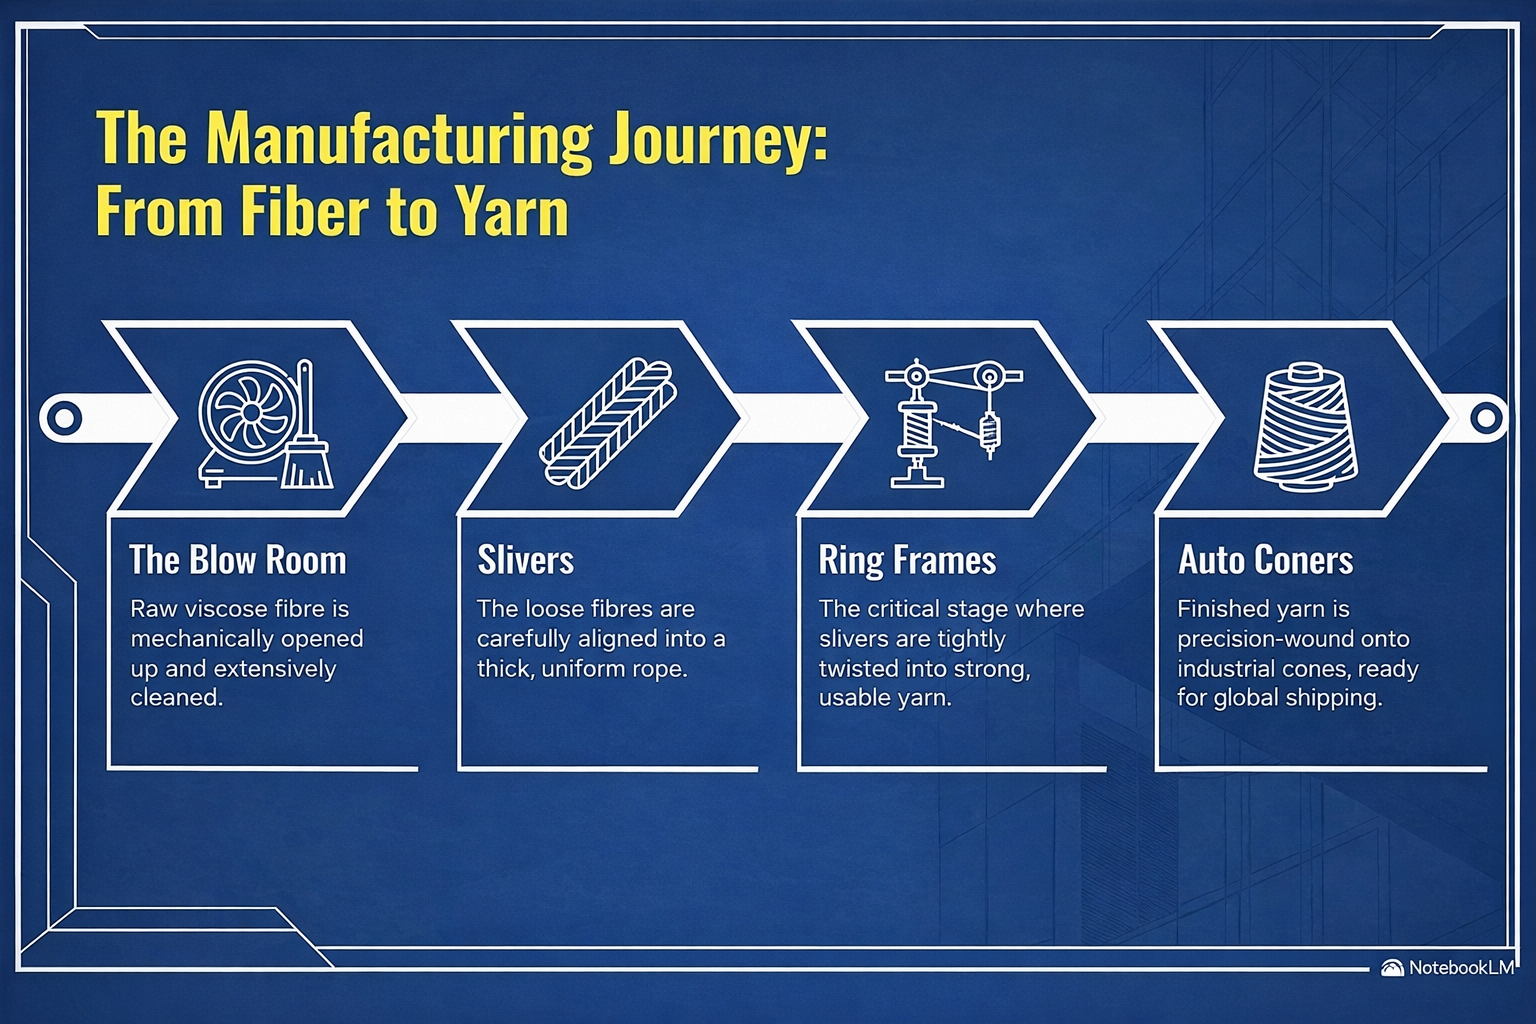 The Manufacturing Journey:
From Fiber to Yarn
The Blow Room
Raw viscose fibre is
mechanically opened
up and extensively
cleaned.
Slivers
The loose fibres are
carefully aligned into a
thick, uniform rope.
Ring Frames
The critical stage where
slivers are tightly
twisted into strong,
usable yarn.
Auto Coners
Finished yarn is
precision-wound onto
industrial cones, ready
for global shipping.
NotebookLM